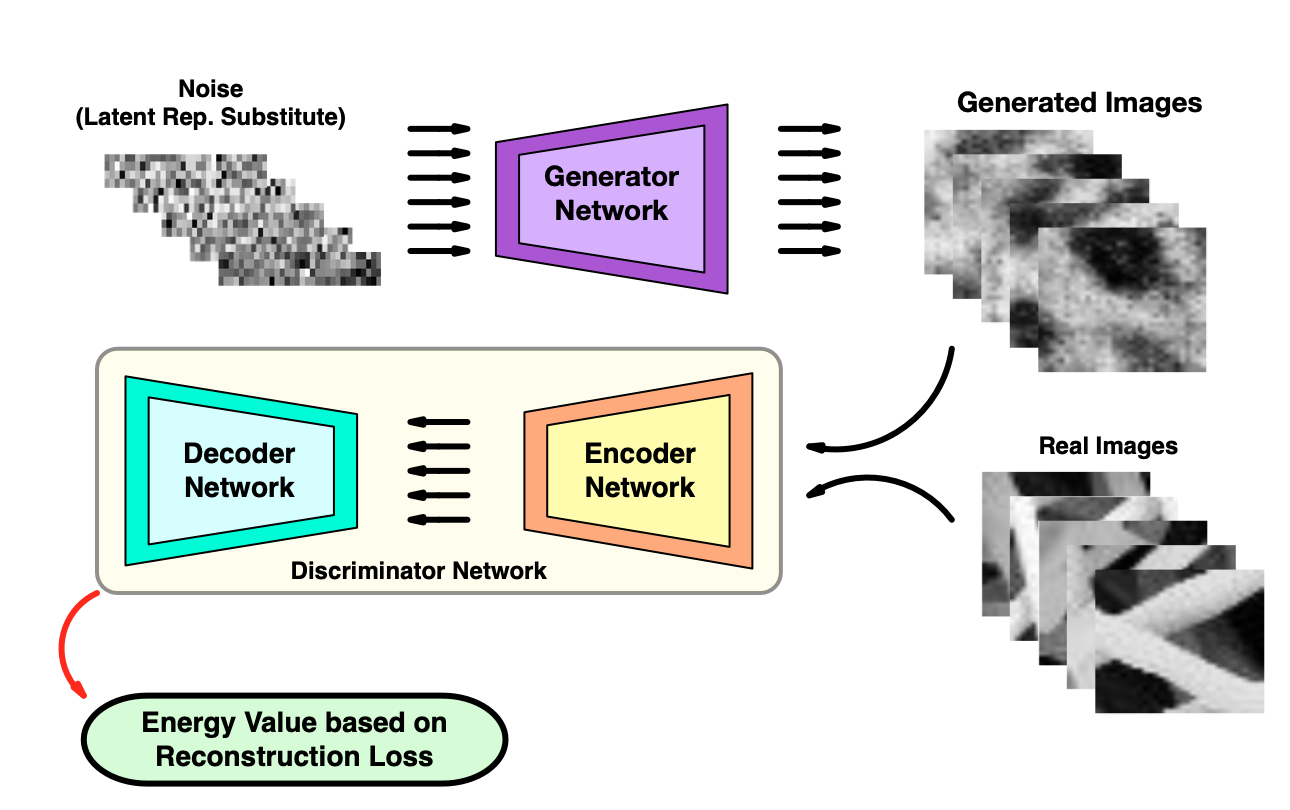 Noise
(Latent Rep. Substitute)
Generator
Network
Generated Images
Decoder
Network
Encoder
Network
Discriminator Network
Real Images
Energy Value based on
Reconstruction Loss